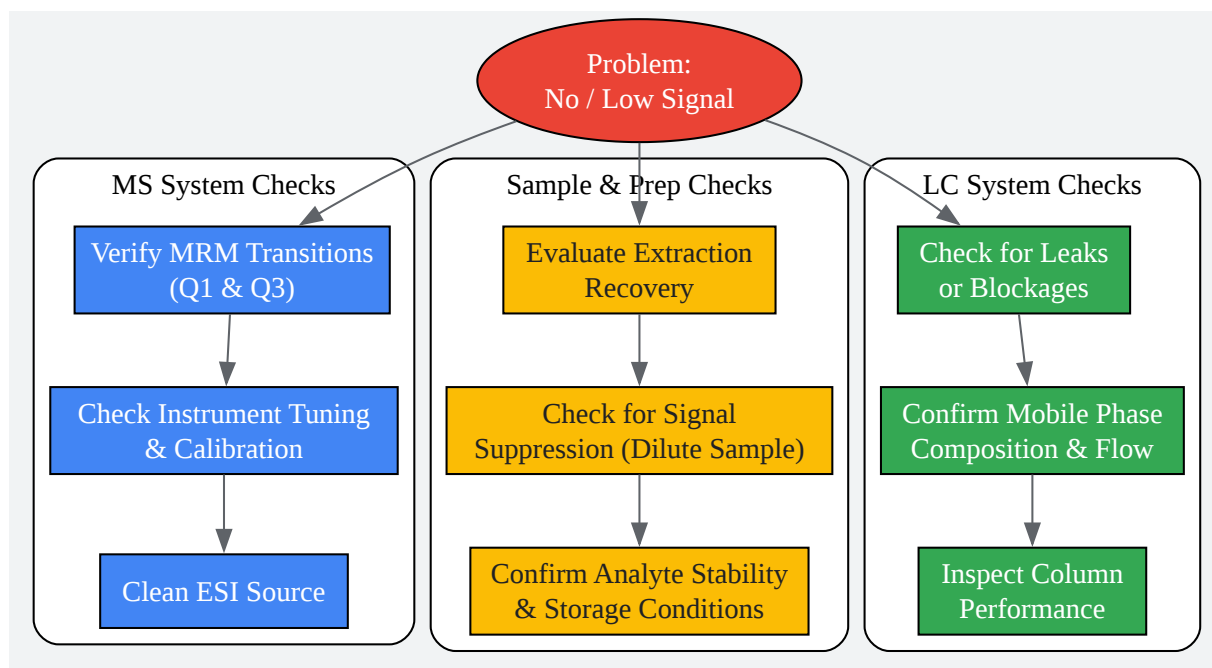 Problem:
No / Low Signal
MS System Checks
Verify MRM Transitions
(Q1 & Q3)
Check Instrument Tuning
& Calibration
Clean ESI Source
Sample & Prep Checks
Evaluate Extraction
Recovery
Check for Signal
Suppression (Dilute Sample)
Confirm Analyte Stability
& Storage Conditions
LC System Checks
Check for Leaks
or Blockages
Confirm Mobile Phase
Composition & Flow
Inspect Column
Performance